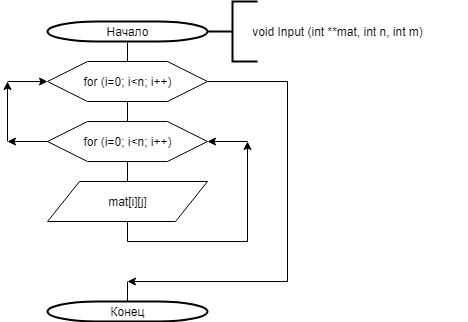 Начало
void Input (int **mat, int n, int m)
for (i=0; i<n; i++)
for (i=0; i<n; i++)
mat[i][j]
Конец